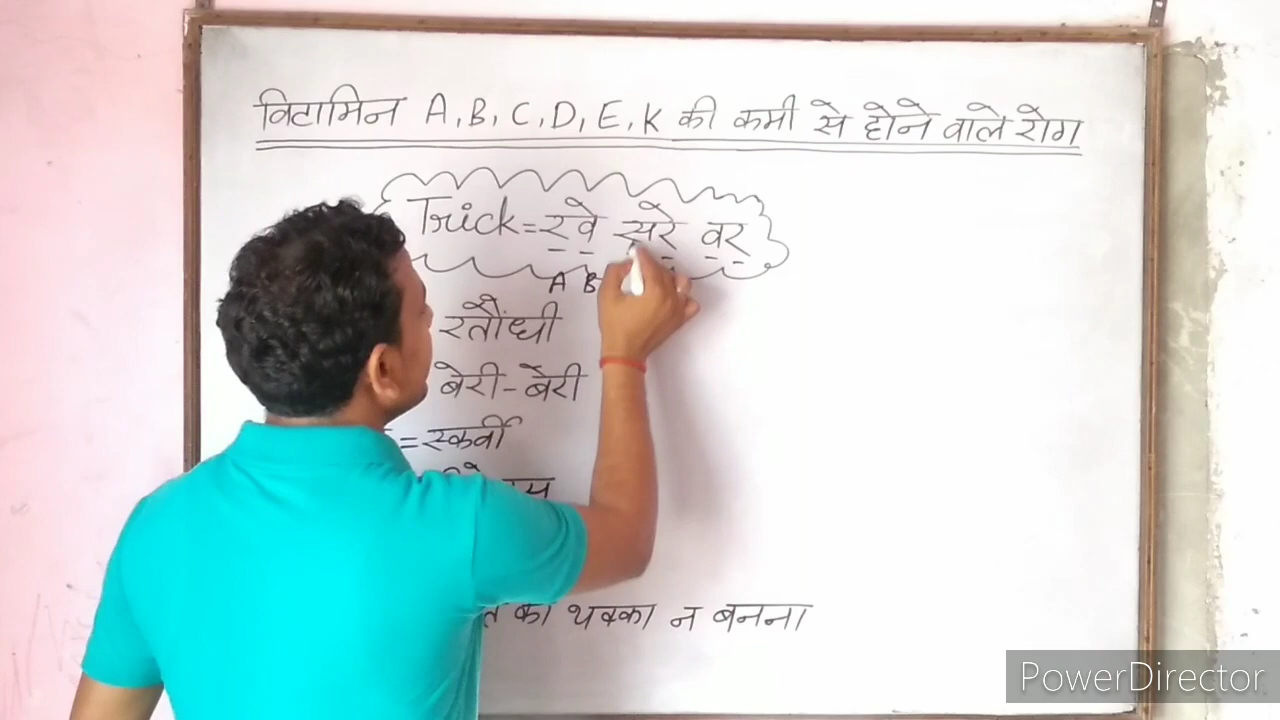 विटामिन A, B, C, D, E, K की कमी से होने वाले रोग
Trick = रवे सरे वर
A B
रतौंधी
बेरी-बेरी
= स्कर्वी
का थक्का न बनना
PowerDirector